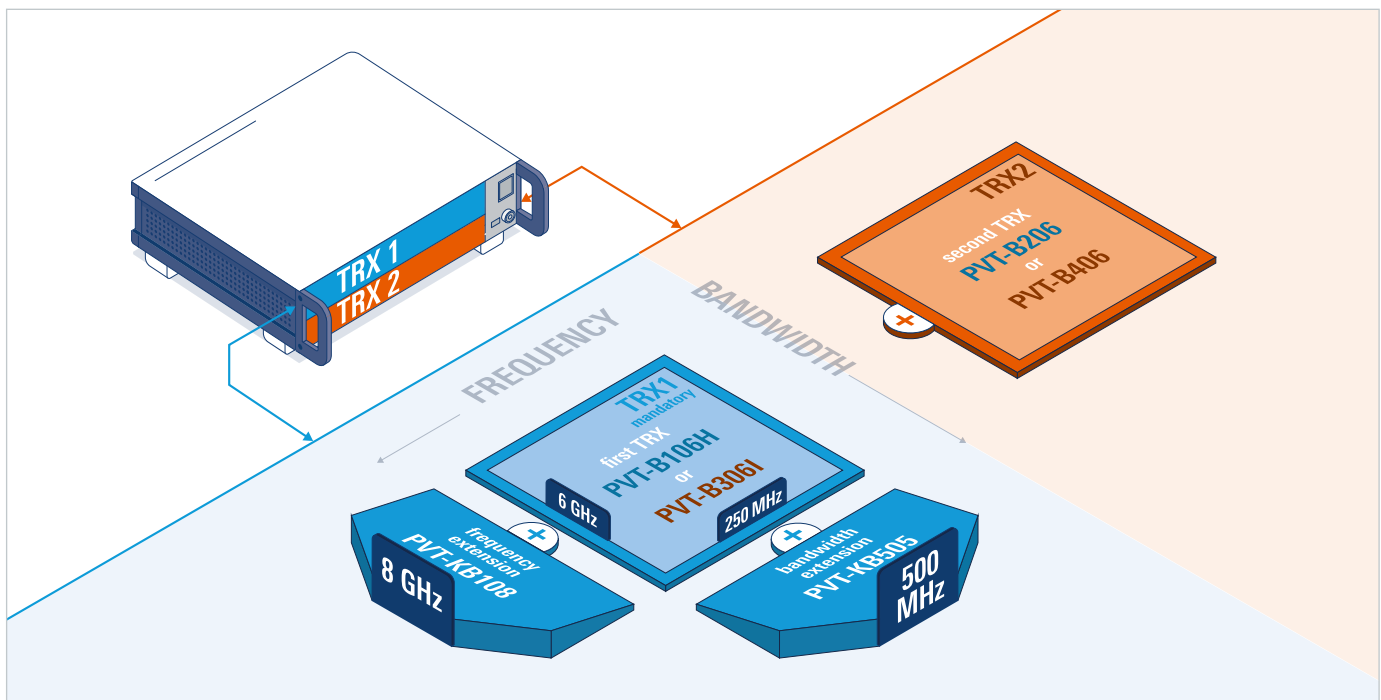 TRX 1
TRX 2
FREQUENCY
BANDWIDTH
TRX2
second TRX
PVT-B206
or
PVT-B406
TRX1
mandatory
first TRX
PVT-B106H
or
PVT-B306I
6 GHz
250 MHz
frequency
extension
PVT-KB108
8 GHz
bandwidth
extension
PVT-KB505
500
MHz